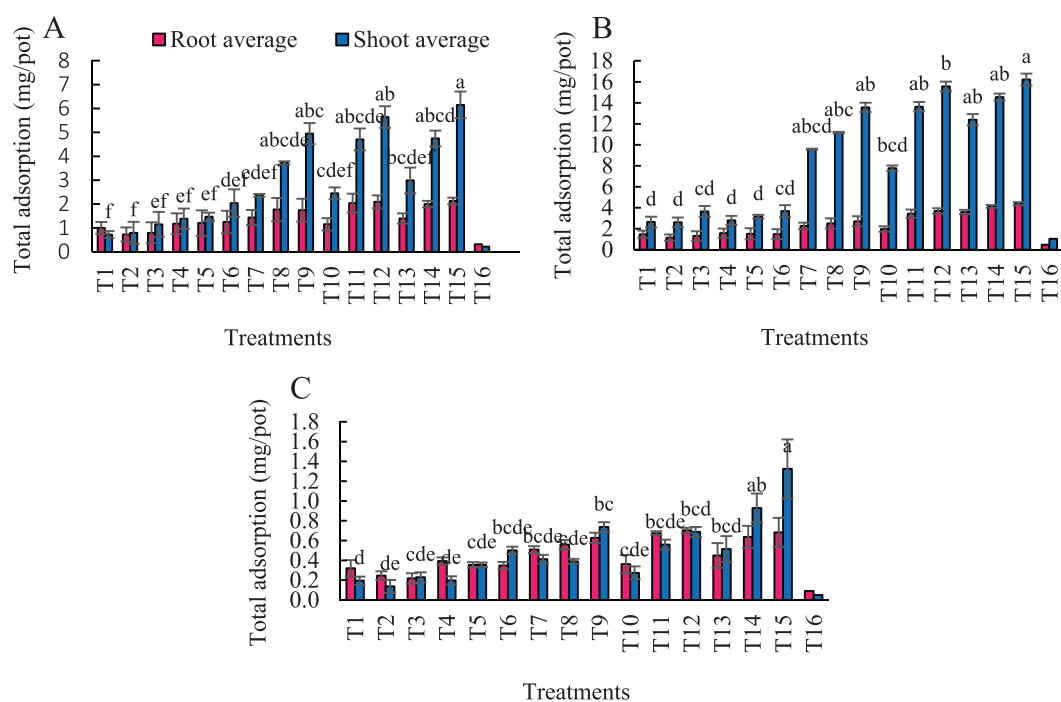 A
Root average
Shoot average
Total adsorption (mg/pot)
8
7
6
5
4
3
2
1
0
f
f
ef
ef
ef
def
cdef
abcde
abc
cdef
abcde
ab
bcdef
abcd
a
T1
T2
T3
T4
T5
T6
T7
T8
T9
T10
T11
T12
T13
T14
T15
T16
Treatments
B
Total adsorption (mg/pot)
18
16
14
12
10
8
6
4
2
0
d
d
cd
d
d
cd
abcd
abc
ab
bcd
ab
b
ab
ab
a
T1
T2
T3
T4
T5
T6
T7
T8
T9
T10
T11
T12
T13
T14
T15
T16
Treatments
C
Total adsorption (mg/pot)
1.8
1.6
1.4
1.2
1.0
0.8
0.6
0.4
0.2
0.0
d
de
cde
de
cde
bcde
bcde
cde
bc
cde
bcde
bcd
bcd
ab
a
T1
T2
T3
T4
T5
T6
T7
T8
T9
T10
T11
T12
T13
T14
T15
T16
Treatments